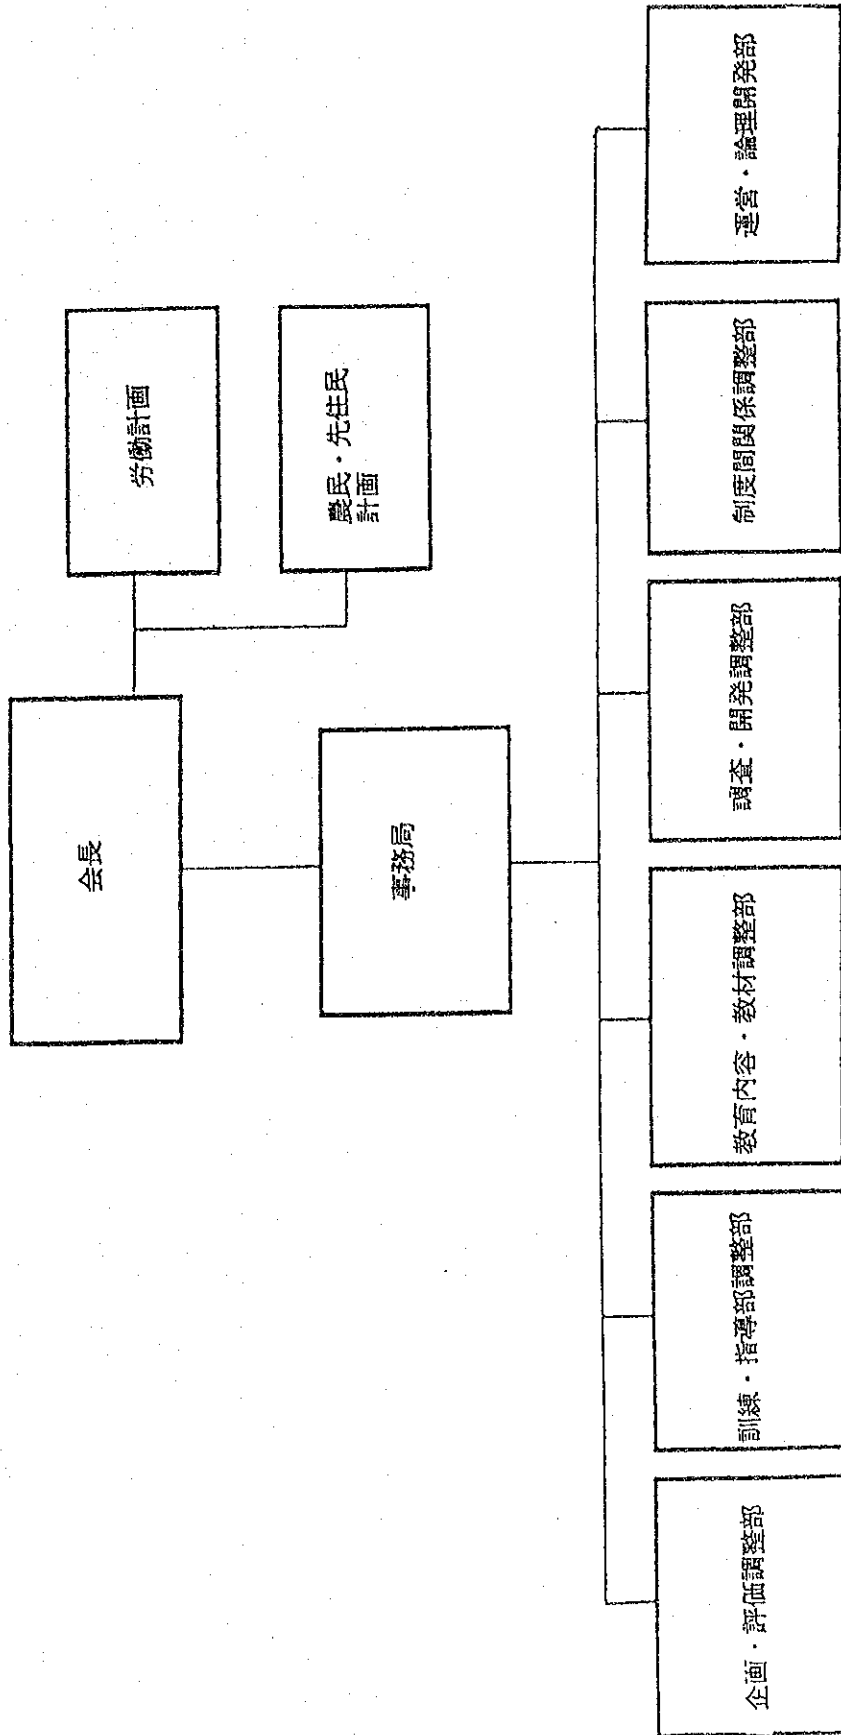 会長
労働計画
農民・先住民
計画
事務局
企画・評価調整部
訓練・指導部調整部
教育内容・教材調整部
調査・開発調整部
制度間関係調整部
運営・論理開発部